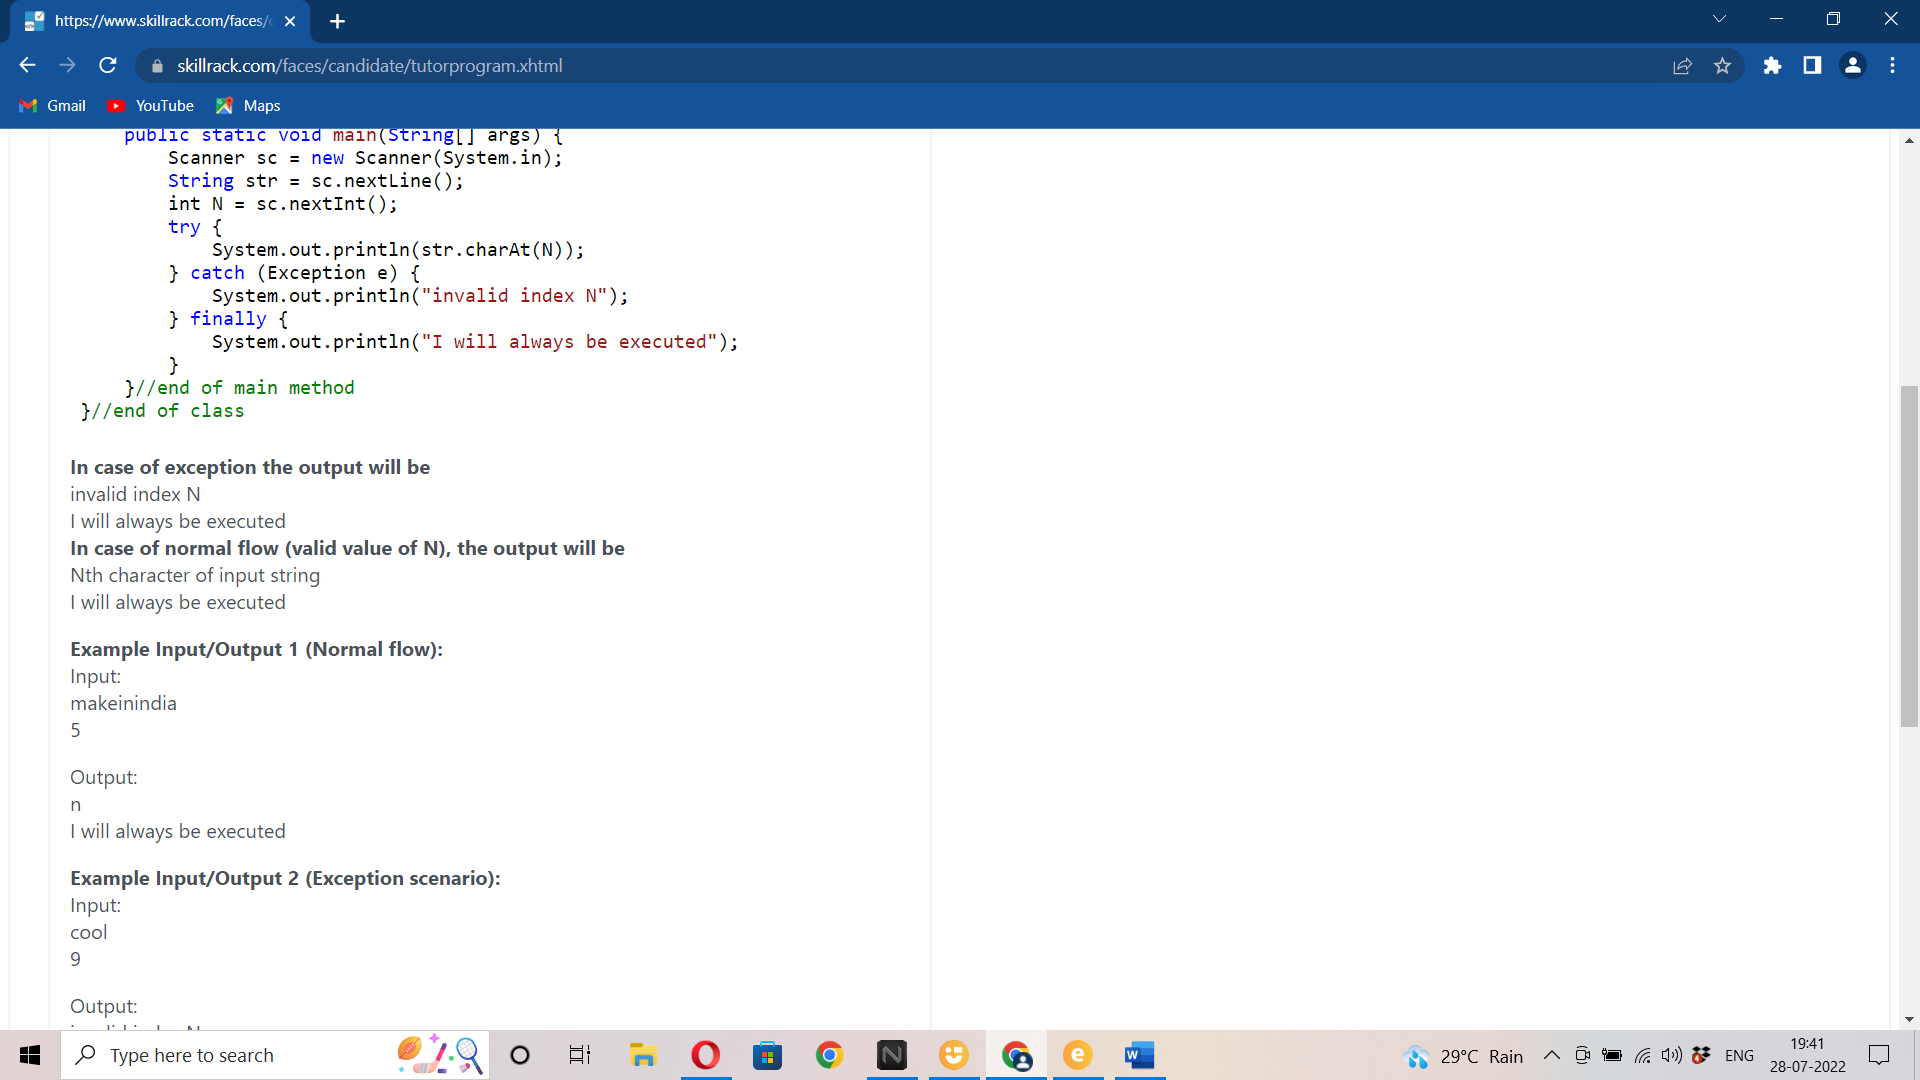 https://www.skillrack.com/faces/c
skillrack.com/faces/candidate/tutorprogram.xhtml
Gmail YouTube Maps
public static void main(String[] args) {
Scanner sc = new Scanner(System.in);
String str = sc.nextLine();
int N = sc.nextInt();
try {
System.out.println(str.charAt(N));
} catch (Exception e) {
System.out.println("invalid index N");
} finally {
System.out.println("I will always be executed");
}
}//end of main method
}//end of class
In case of exception the output will be
invalid index N
I will always be executed
In case of normal flow (valid value of N), the output will be
Nth character of input string
I will always be executed
Example Input/Output 1 (Normal flow):
Input:
makeinindia
5
Output:
n
I will always be executed
Example Input/Output 2 (Exception scenario):
Input:
cool
9
Output:
Type here to search
29°C Rain
ENG
19:41
28-07-2022